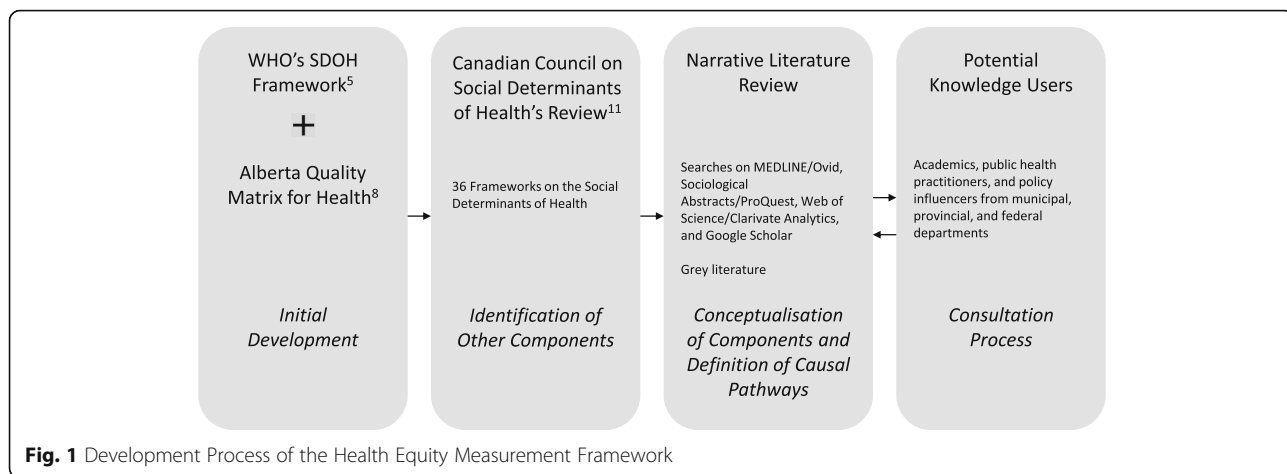 WHO's SDOH
Framework⁵
+
Alberta Quality
Matrix for Health⁸
Initial
Development
Canadian Council on
Social Determinants
of Health's Review¹¹
36 Frameworks on the Social
Determinants of Health
Identification of
Other Components
Narrative Literature
Review
Searches on MEDLINE/Ovid,
Sociological
Abstracts/ProQuest, Web of
Science/Clarivate Analytics,
and Google Scholar
Grey literature
Conceptualisation
of Components and
Definition of Causal
Pathways
Potential
Knowledge Users
Academics, public health
practitioners, and policy
influencers from municipal,
provincial, and federal
departments
Consultation
Process
Fig. 1 Development Process of the Health Equity Measurement Framework